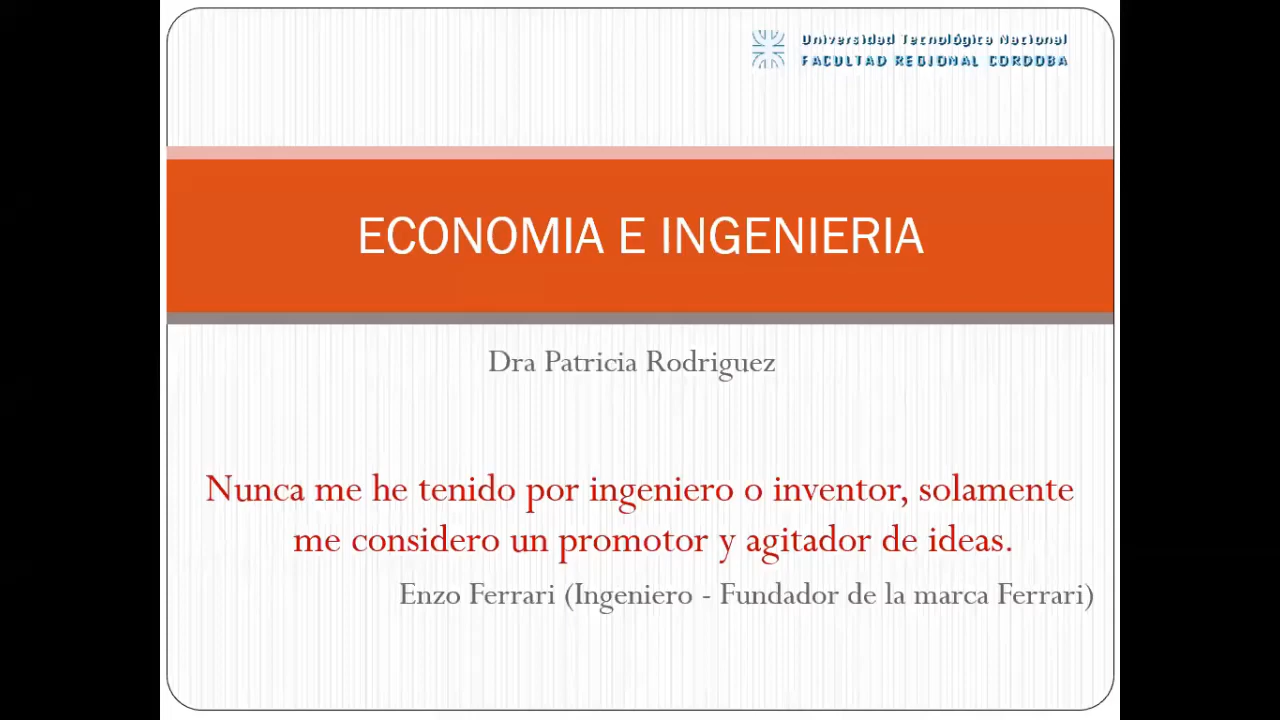 Universidad Tecnológica Nacional
FACULTAD REGIONAL CORDOBA
ECONOMIA E INGENIERIA
Dra Patricia Rodriguez
Nunca me he tenido por ingeniero o inventor, solamente
me considero un promotor y agitador de ideas.
Enzo Ferrari (Ingeniero - Fundador de la marca Ferrari)